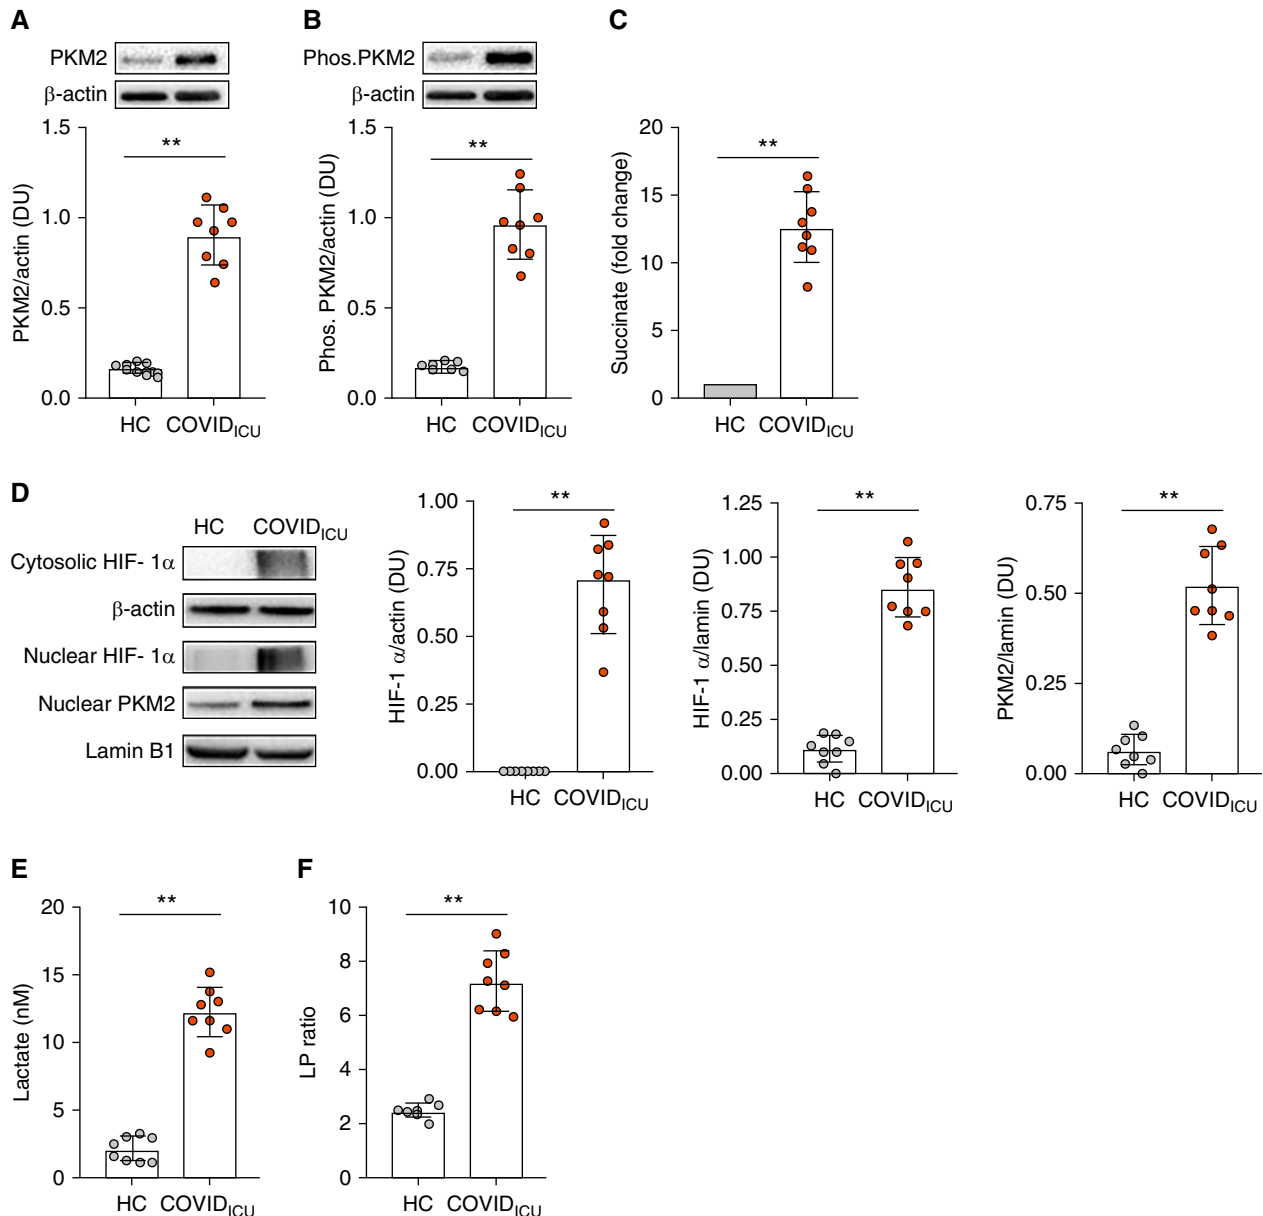 A
PKM2
β-actin
**
PKM2/actin (DU)
1.5
1.0
0.5
0.0
HC COVIDICU
B
Phos.PKM2
β-actin
**
Phos. PKM2/actin (DU)
1.5
1.0
0.5
0.0
HC COVIDICU
C
**
Succinate (fold change)
20
15
10
5
0
HC COVIDICU
D
HC COVIDICU
Cytosolic HIF- 1α
β-actin
Nuclear HIF- 1α
Nuclear PKM2
Lamin B1
**
HIF-1 α/actin (DU)
1.00
0.75
0.50
0.25
0.00
HC COVIDICU
**
HIF-1 α/lamin (DU)
1.25
1.00
0.75
0.50
0.25
0.00
HC COVIDICU
**
PKM2/lamin (DU)
0.75
0.50
0.25
0.00
HC COVIDICU
E
**
Lactate (nM)
20
15
10
5
0
HC COVIDICU
F
**
LP ratio
10
8
6
4
2
0
HC COVIDICU